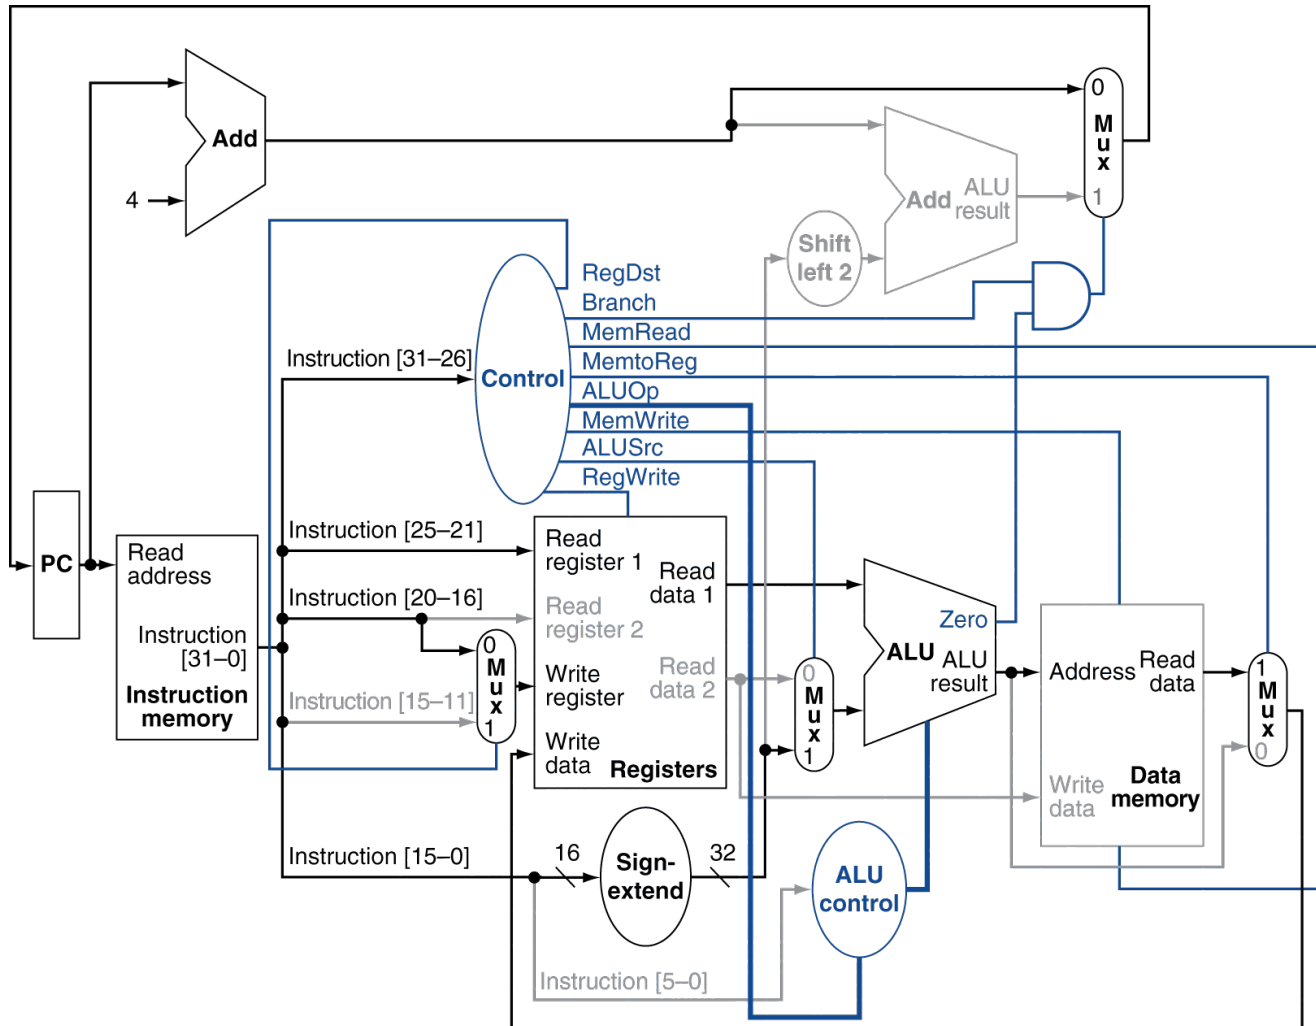 0
M
u
x
1
Add
4
Add
ALU
result
Shift
left 2
RegDst
Branch
MemRead
MemtoReg
ALUOp
MemWrite
ALUSrc
RegWrite
Control
Instruction [31–26]
Instruction [25–21]
Instruction [20–16]
Instruction [15–11]
Instruction [15–0]
Instruction [5–0]
PC
Read
address
Instruction
[31–0]
Instruction
memory
0
M
u
x
1
Read
register 1
Read
register 2
Write
register
Write
data
Read
data 1
Read
data 2
Registers
0
M
u
x
1
Zero
ALU
ALU
result
Address
Read
data
Write
data
Data
memory
1
M
u
x
0
16
Sign-
extend
32
ALU
control